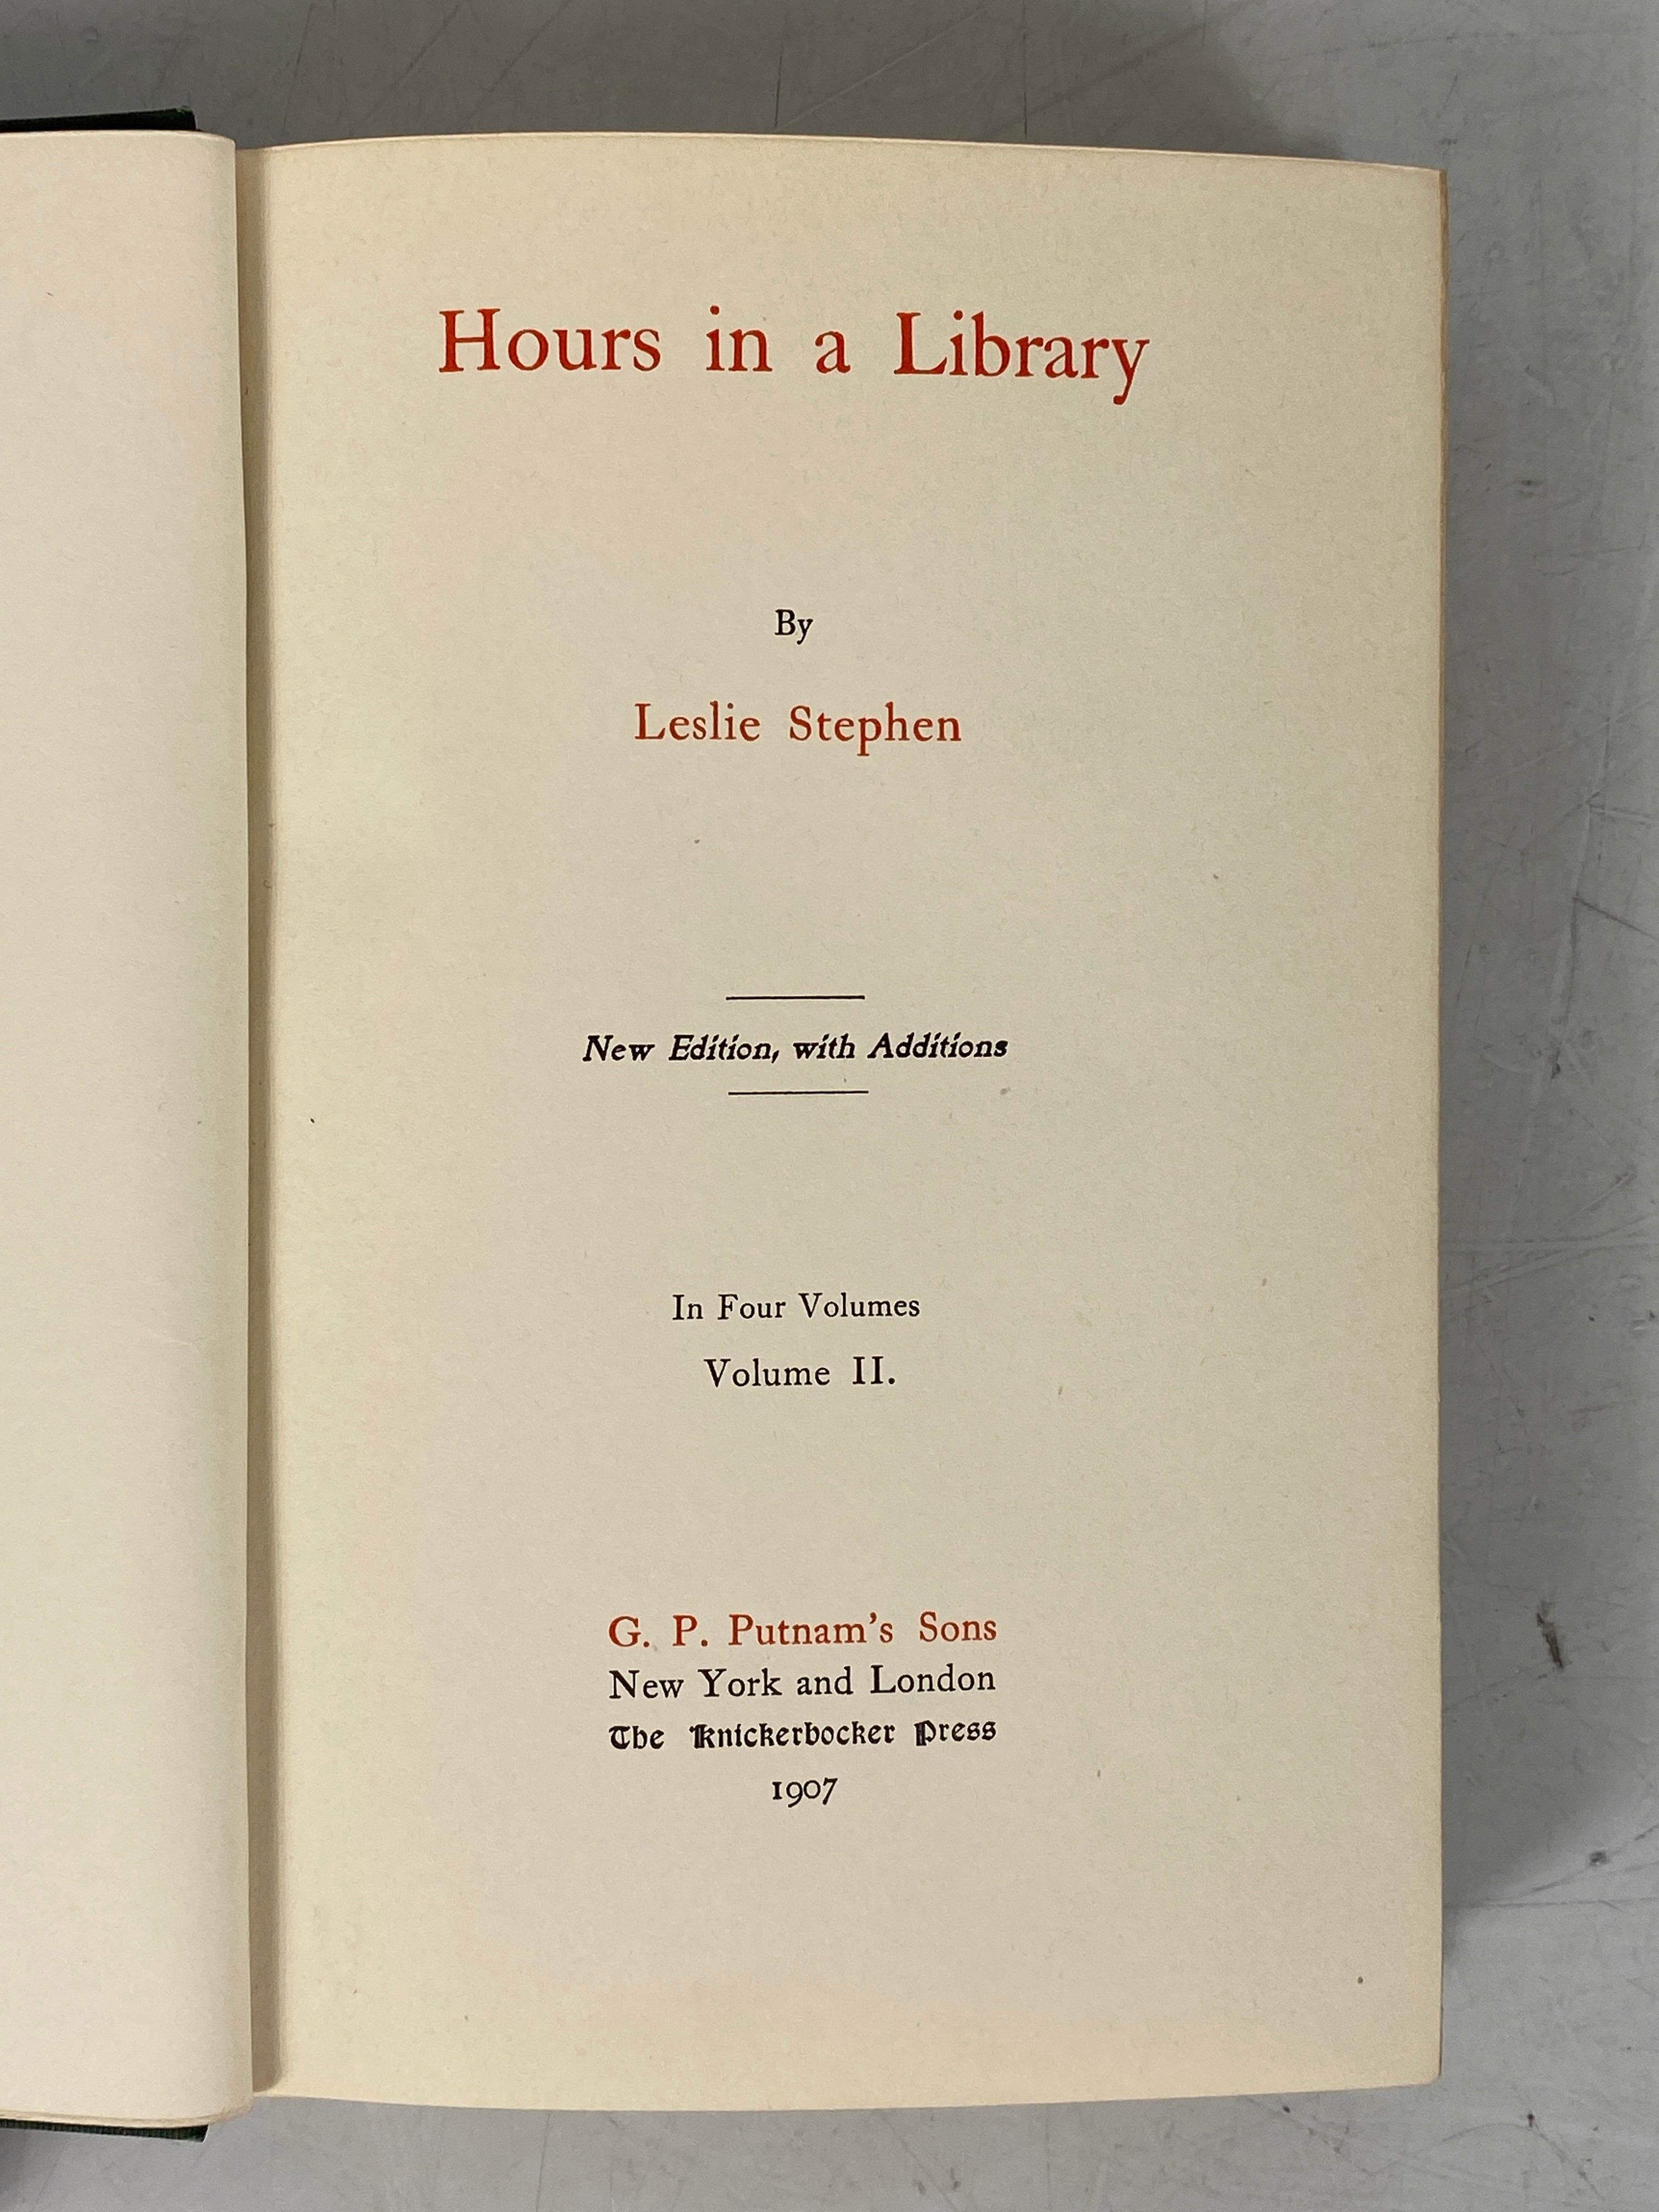 Hours in a Library
By
Leslie Stephen
New Edition, with Additions
In Four Volumes
Volume II.
G. P. Putnam's Sons
New York and London
The Knickerbocker Press
1907